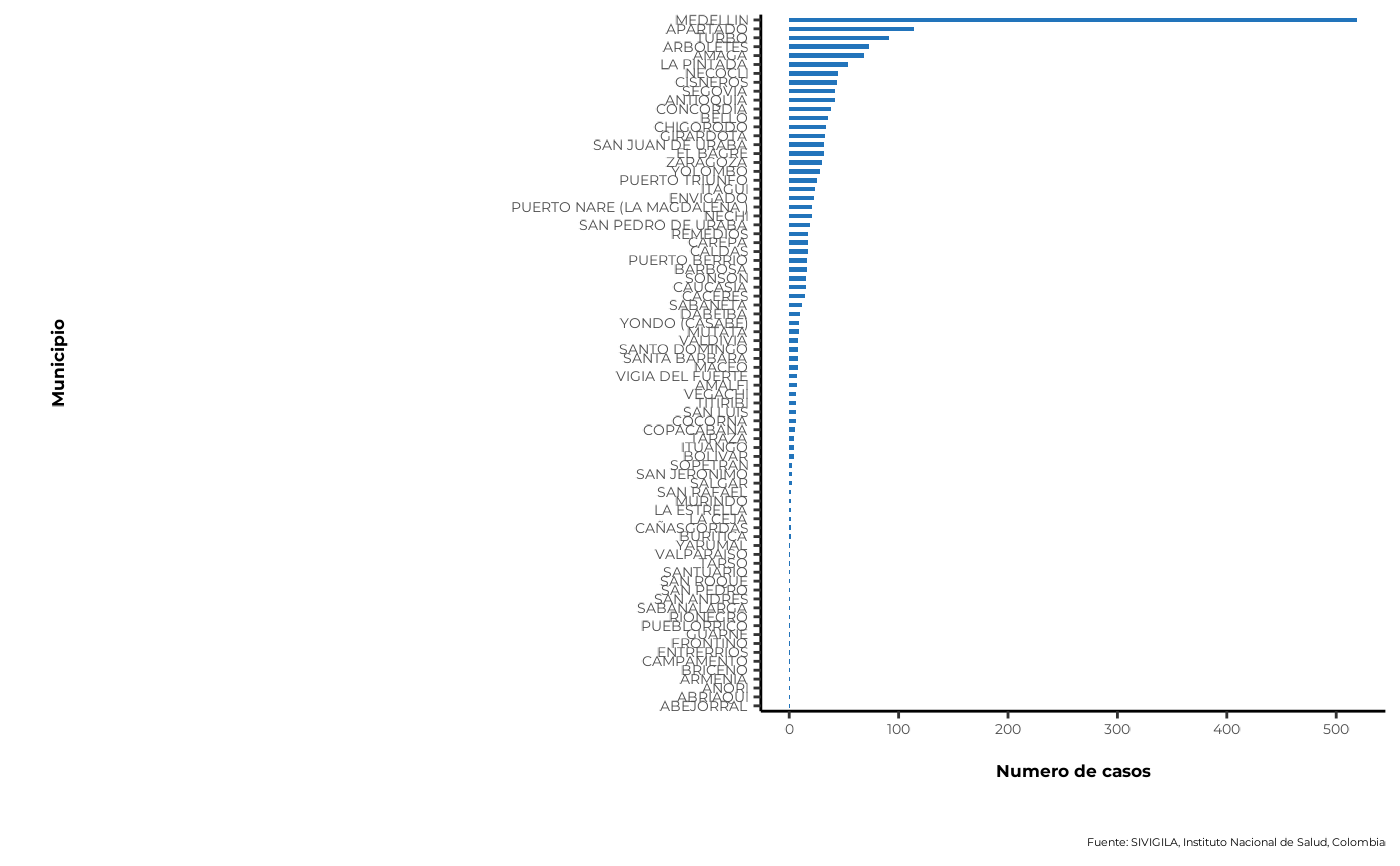 MEDELLIN
APARTADO
TURBO
ARBOLETES
AMAGA
LA PINTADA
NECOCLI
CISNEROS
SEGOVIA
ANTIOQUIA
CONCORDIA
BELLO
CHIGORODO
GIRARDOTA
SAN JUAN DE URABA
EL BAGRE
ZARAGOZA
YOLOMBO
PUERTO TRIUNFO
ITAGUI
ENVIGADO
PUERTO NARE (LA MAGDALENA )
NECHI
SAN PEDRO DE URABA
REMEDIOS
CAREPA
CALDAS
PUERTO BERRIO
BARBOSA
SONSON
CAUCASIA
CACERES
SABANETA
DABEIBA
YONDO (CASABE)
MUTATA
VALDIVIA
SANTO DOMINGO
SANTA BARBARA
MACEO
VIGIA DEL FUERTE
AMALFI
VEGACHI
TITIRIBI
SAN LUIS
COCORNA
COPACABANA
TARAZA
ITUANGO
BOLIVAR
SOPETRAN
SAN JERONIMO
SALGAR
SAN RAFAEL
MURINDO
LA ESTRELLA
LA CEJA
CAÑASGORDAS
BURITICA
YARUMAL
VALPARAISO
TARSO
SANTUARIO
SAN ROQUE
SAN PEDRO
SAN ANDRES
SABANALARGA
RIONEGRO
PUEBLORRICO
GUARNE
FRONTINO
ENTRERRIOS
CAMPAMENTO
BRICEÑO
ARMENIA
ANORI
ABRIAQUI
ABEJORRAL
Municipio
0 100 200 300 400 500
Numero de casos
Fuente: SIVIGILA, Instituto Nacional de Salud, Colombia